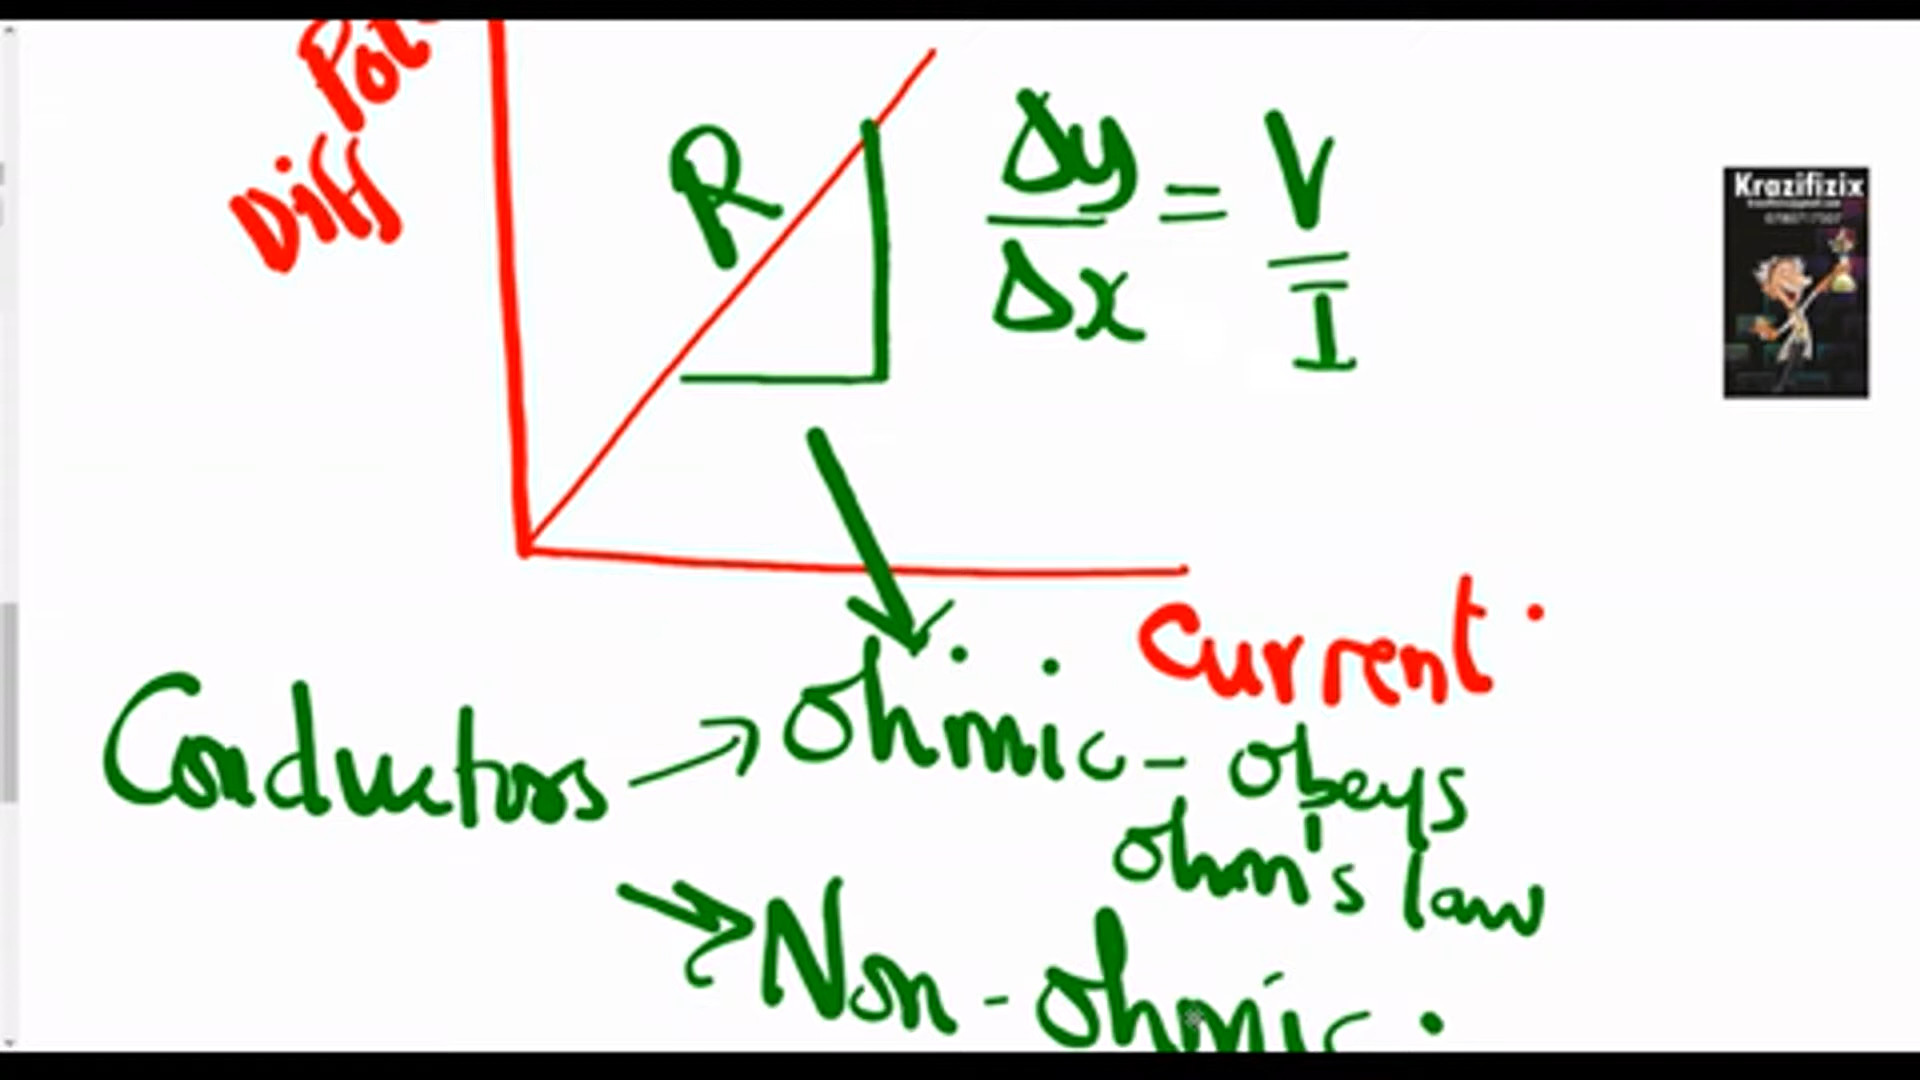 Pot
Diff
R
Δy
Δx
=
V
I
Krazifizix
Current
Conductors → Ohmic - obeys
ohm's law
Non-ohmic